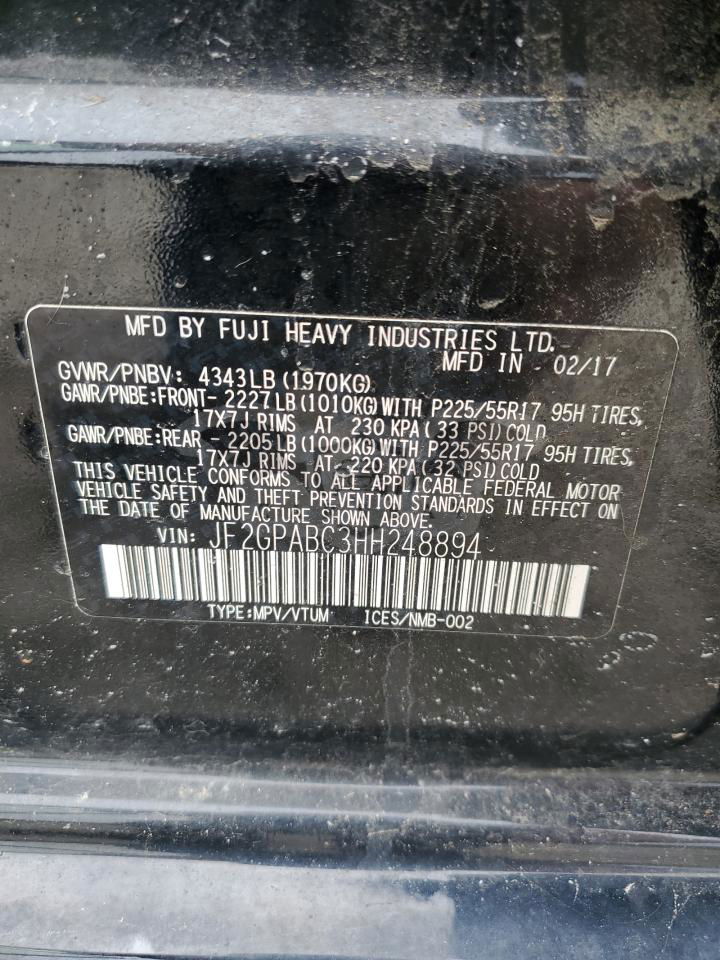 MFD BY FUJI HEAVY INDUSTRIES LTD.
MFD IN 02/17
GVWR/PNBV: 4343LB (1970KG)
GAWR/PNBE:FRONT- 2227LB (1010KG) WITH P225/55R17 95H TIRES,
17X7J RIMS AT 230 KPA (33 PSI) COLD
GAWR/PNBE:REAR - 2205LB (1000KG) WITH P225/55R17 95H TIRES,
17X7J RIMS AT 220 KPA (32 PSI) COLD
THIS VEHICLE CONFORMS TO ALL APPLICABLE FEDERAL MOTOR
VEHICLE SAFETY AND THEFT PREVENTION STANDARDS IN EFFECT ON
THE DATE OF MANUFACTURE SHOWN ABOVE.
VIN: JF2GPABC3HH248894
TYPE:MPV/VTUM ICES/NMB-002